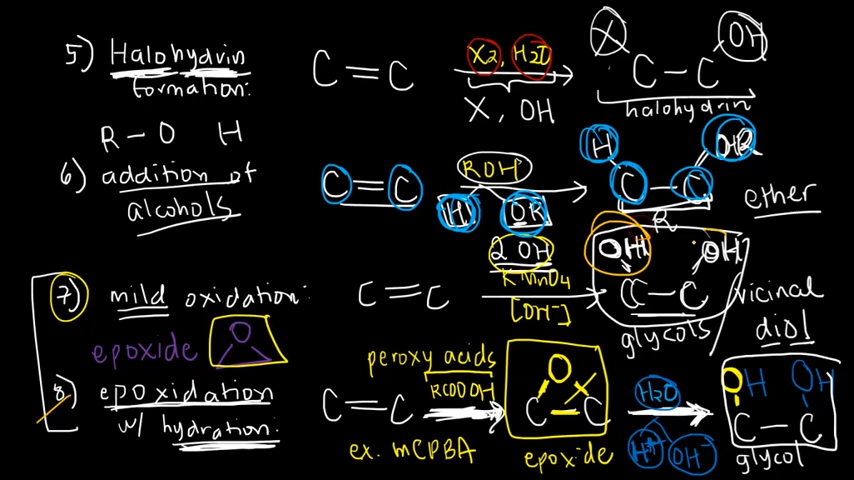 5) Halohydrin formation:
C = C
X2, H2O
X, OH
X OH
C - C
halohydrin
R - O H
6) addition of alcohols
C = C
ROH
H OR
H OR
C - C
R
ether
7) mild oxidation:
C = C
2 OH
KMnO4
[OH-]
OH OH
C - C
glycols
vicinal diol
epoxide
O
8) epoxidation
w/ hydration:
C = C
peroxy acids
RCOOOH
ex. mCPBA
O
C - C
epoxide
H2O
H+ OH-
OH OH
C - C
glycol